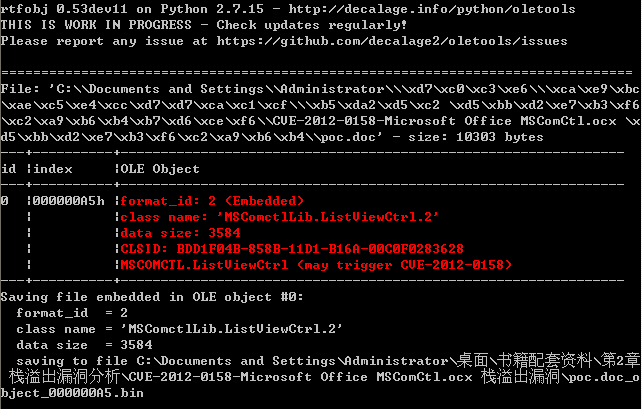 rtfobj 0.53dev11 on Python 2.7.15 - http://decalage.info/python/oletools
THIS IS WORK IN PROGRESS - Check updates regularly!
Please report any issue at https://github.com/decalage2/oletools/issues
===============================================================================
File: 'C:\\Documents and Settings\\Administrator\\\xd7\xc0\xc3\xe6\\\xca\xe9\xbc
\xae\xc5\xe4\xcc\xd7\xd7\xca\xc1\xcf\\\xb5\xda2\xd5\xc2 \xd5\xbb\xd2\xe7\xb3\xf6
\xc2\xa9\xb6\xb4\xb7\xd6\xce\xf6\\CVE-2012-0158-Microsoft Office MSComCtl.ocx \x
d5\xbb\xd2\xe7\xb3\xf6\xc2\xa9\xb6\xb4\\poc.doc' - size: 10303 bytes
---+----------+---------------------------------------------------------------
id |index     |OLE Object
---+----------+---------------------------------------------------------------
0  |000000A5h |format_id: 2 (Embedded)
   |          |class name: 'MSComctlLib.ListViewCtrl.2'
   |          |data size: 3584
   |          |CLSID: BDD1F04B-858B-11D1-B16A-00C0F0283628
   |          |MSCOMCTL.ListViewCtrl (may trigger CVE-2012-0158)
---+----------+---------------------------------------------------------------
Saving file embedded in OLE object #0:
  format_id  = 2
  class name = 'MSComctlLib.ListViewCtrl.2'
  data size  = 3584
  saving to file C:\Documents and Settings\Administrator\桌面\书籍配套资料\第2章
 栈溢出漏洞分析\CVE-2012-0158-Microsoft Office MSComCtl.ocx 栈溢出漏洞\poc.doc_o
bject_000000A5.bin